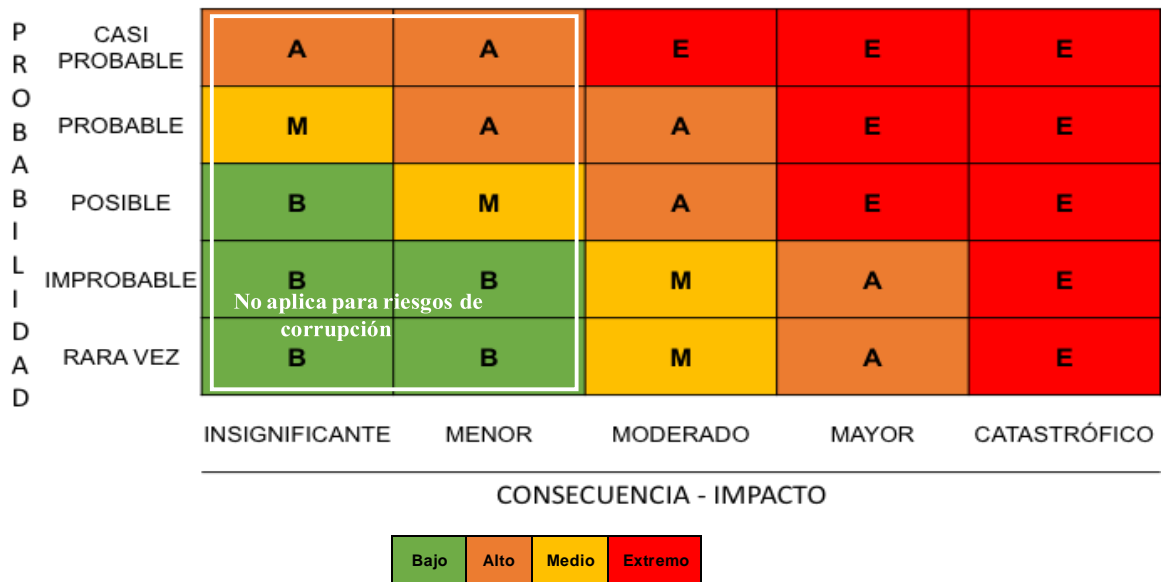 PROBABILIDAD
CASI
PROBABLE
A A E E E
PROBABLE
M A A E E
POSIBLE
B M A E E
IMPROBABLE
B B M A E
No aplica para riesgos de
corrupción
RARA VEZ
B B M A E
INSIGNIFICANTE MENOR MODERADO MAYOR CATASTRÓFICO
CONSECUENCIA - IMPACTO
Bajo Alto Medio Extremo